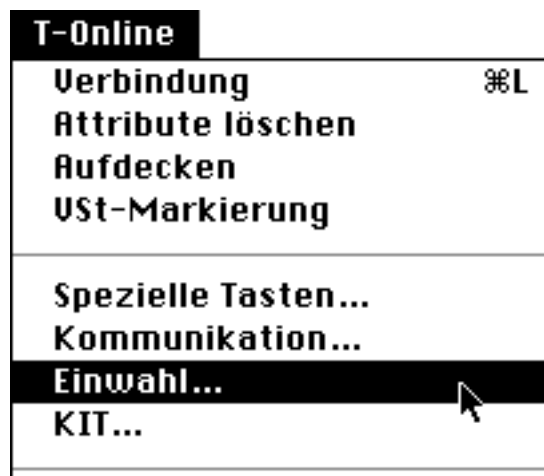 T-Online
Verbindung ⌘L
Attribute löschen
Aufdecken
VSt-Markierung
Spezielle Tasten...
Kommunikation...
Einwahl...
KIT...